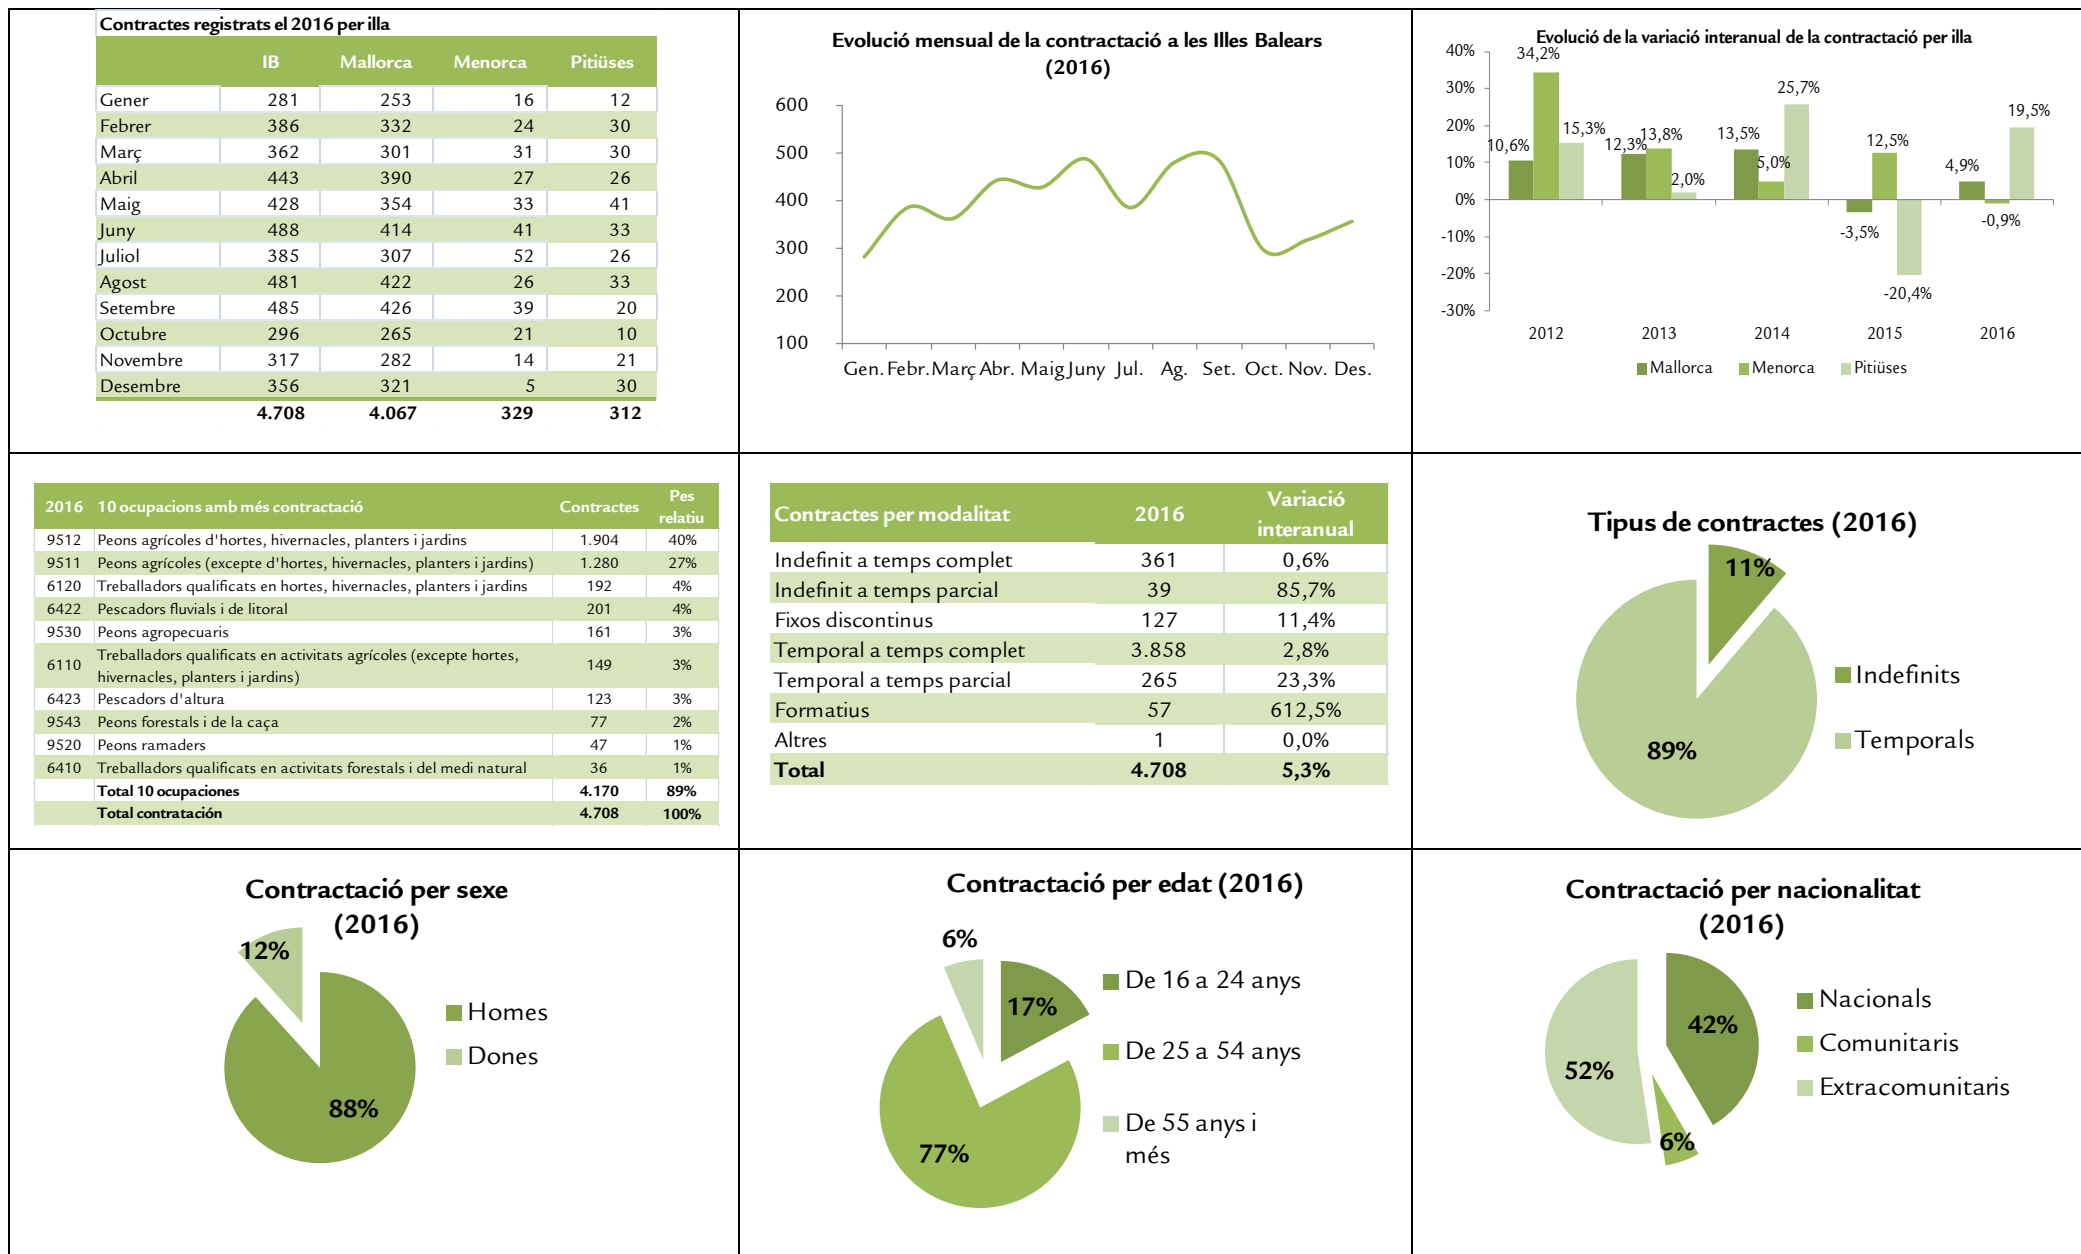 Contractes registrats el 2016 per illa
IB Mallorca Menorca Pitiüses
Gener 281 253 16 12
Febrer 386 332 24 30
Març 362 301 31 30
Abril 443 390 27 26
Maig 428 354 33 41
Juny 488 414 41 33
Juliol 385 307 52 26
Agost 481 422 26 33
Setembre 485 426 39 20
Octubre 296 265 21 10
Novembre 317 282 14 21
Desembre 356 321 5 30
4.708 4.067 329 312
Evolució mensual de la contractació a les Illes Balears
(2016)
600
500
400
300
200
100
Gen. Febr. Març Abr. Maig Juny Jul. Ag. Set. Oct. Nov. Des.
Evolució de la variació interanual de la contractació per illa
40%
30%
20%
10%
0%
-10%
-20%
-30%
10,6% 34,2% 15,3%
12,3% 13,8% 2,0%
13,5% 5,0% 25,7%
-3,5% 12,5% -20,4%
4,9% -0,9% 19,5%
2012 2013 2014 2015 2016
Mallorca Menorca Pitiüses
2016 10 ocupacions amb més contractació Contractes Pes
relatiu
9512 Peons agrícoles d'hortes, hivernacles, planters i jardins 1.904 40%
9511 Peons agrícoles (excepte d'hortes, hivernacles, planters i jardins) 1.280 27%
6120 Treballadors qualificats en hortes, hivernacles, planters i jardins 192 4%
6422 Pescadors fluvials i de litoral 201 4%
9530 Peons agropecuaris 161 3%
6110 Treballadors qualificats en activitats agrícoles (excepte hortes,
hivernacles, planters i jardins) 149 3%
6423 Pescadors d'altura 123 3%
9543 Peons forestals i de la caça 77 2%
9520 Peons ramaders 47 1%
6410 Treballadors qualificats en activitats forestals i del medi natural 36 1%
Total 10 ocupaciones 4.170 89%
Total contratación 4.708 100%
Contractes per modalitat 2016 Variació
interanual
Indefinit a temps complet 361 0,6%
Indefinit a temps parcial 39 85,7%
Fixos discontinus 127 11,4%
Temporal a temps complet 3.858 2,8%
Temporal a temps parcial 265 23,3%
Formatius 57 612,5%
Altres 1 0,0%
Total 4.708 5,3%
Tipus de contractes (2016)
11%
89%
Indefinits
Temporals
Contractació per sexe
(2016)
12%
88%
Homes
Dones
Contractació per edat (2016)
6%
17%
77%
De 16 a 24 anys
De 25 a 54 anys
De 55 anys i
més
Contractació per nacionalitat
(2016)
42%
52%
6%
Nacionals
Comunitaris
Extracomunitaris